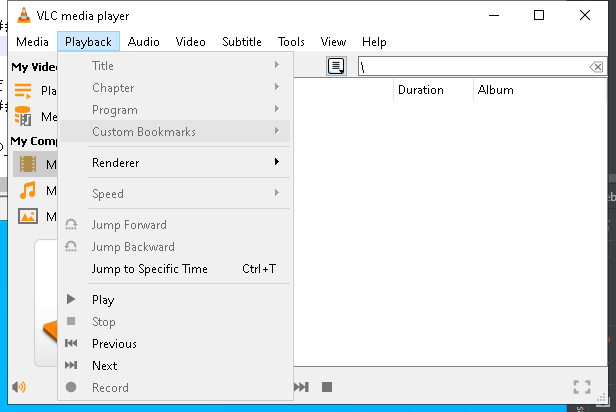 VLC media player
Media Playback Audio Video Subtitle Tools View Help
My Vide
\
Title
Duration Album
Chapter
Program
Custom Bookmarks
My Comp
Renderer
Speed
Jump Forward
Jump Backward
Jump to Specific Time Ctrl+T
Play
Stop
Previous
Next
Record